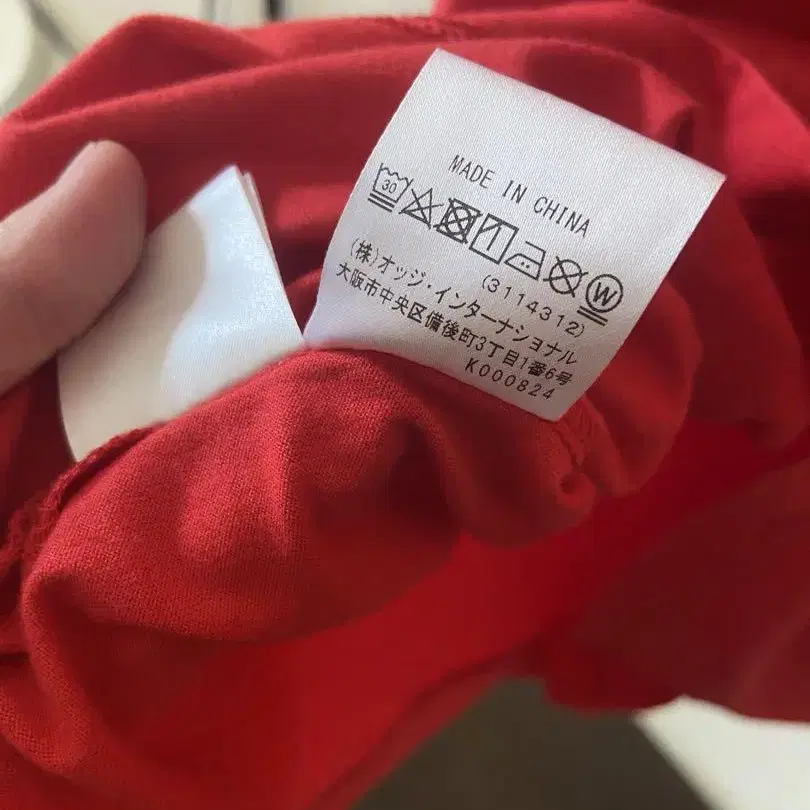 MADE IN CHINA
30 W
(3114312)
(株)オッジ・インターナショナル
大阪市中央区備後町3丁目1番6号
K000824